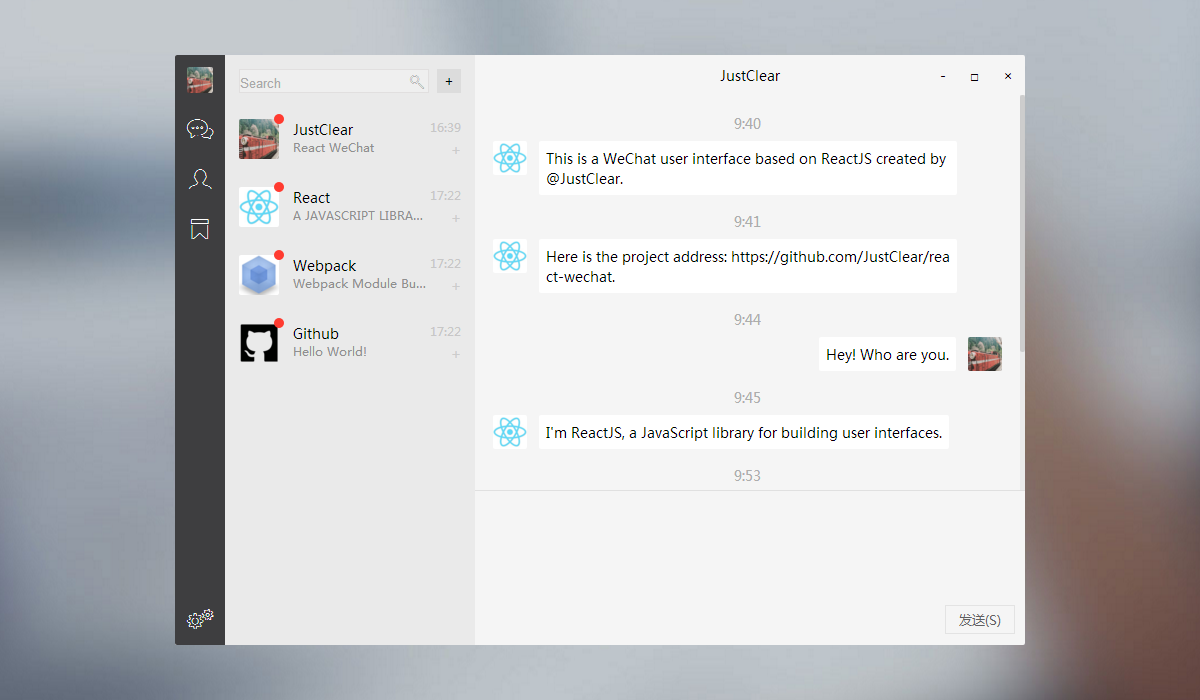 Search
+
JustClear
16:39
React WeChat
+
React
17:22
A JAVASCRIPT LIBRA...
+
Webpack
17:22
Webpack Module Bu...
+
Github
17:22
Hello World!
+
JustClear
9:40
This is a WeChat user interface based on ReactJS created by
@JustClear.
9:41
Here is the project address: https://github.com/JustClear/rea
ct-wechat.
9:44
Hey! Who are you.
9:45
I'm ReactJS, a JavaScript library for building user interfaces.
9:53
发送(S)